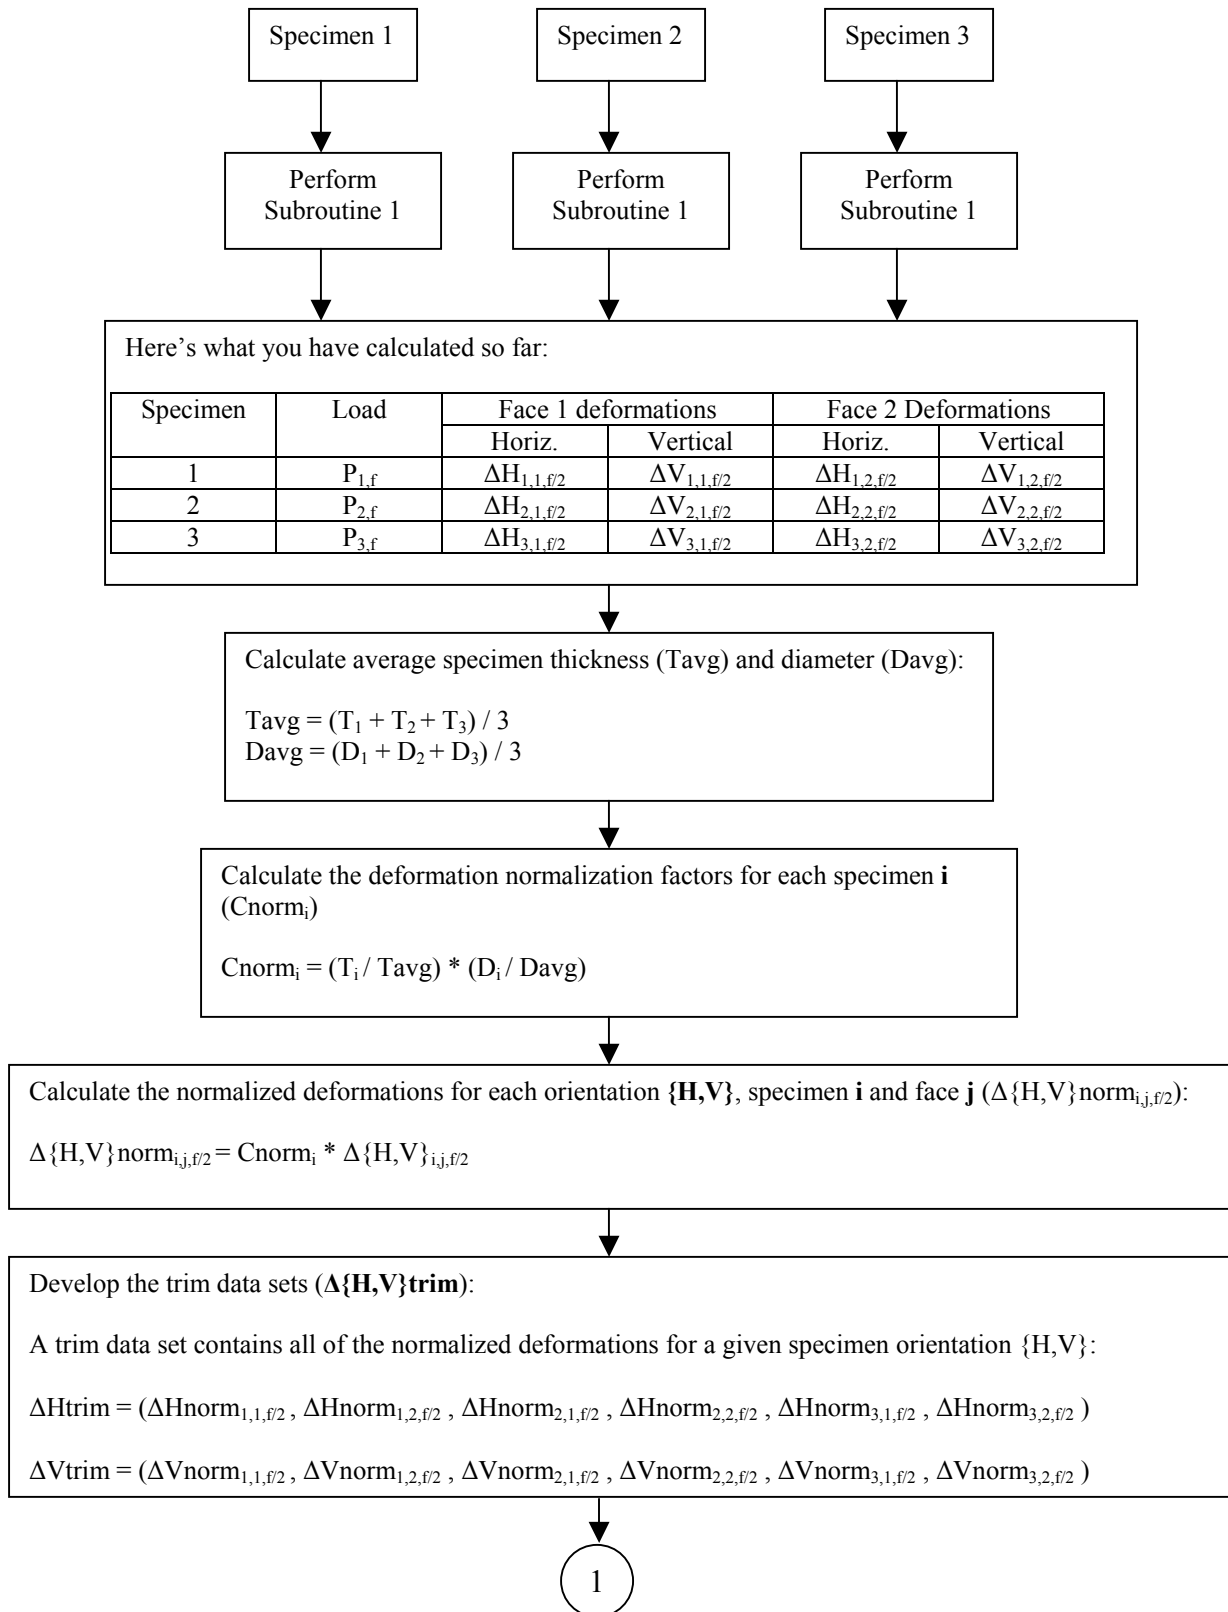 Specimen 1 Specimen 2 Specimen 3
Perform Perform Perform
Subroutine 1 Subroutine 1 Subroutine 1
Here’s what you have calculated so far:
Specimen Load Face 1 deformations Face 2 Deformations
Horiz. Vertical Horiz. Vertical
1 P1,f ΔH1,1,f/2 ΔV1,1,f/2 ΔH1,2,f/2 ΔV1,2,f/2
2 P2,f ΔH2,1,f/2 ΔV2,1,f/2 ΔH2,2,f/2 ΔV2,2,f/2
3 P3,f ΔH3,1,f/2 ΔV3,1,f/2 ΔH3,2,f/2 ΔV3,2,f/2
Calculate average specimen thickness (Tavg) and diameter (Davg):
Tavg = (T1 + T2 + T3) / 3
Davg = (D1 + D2 + D3) / 3
Calculate the deformation normalization factors for each specimen i
(Cnormi)
Cnormi = (Ti / Tavg) * (Di / Davg)
Calculate the normalized deformations for each orientation {H,V}, specimen i and face j (Δ{H,V}normi,j,f/2):
Δ{H,V}normi,j,f/2 = Cnormi * Δ{H,V}i,j,f/2
Develop the trim data sets (Δ{H,V}trim):
A trim data set contains all of the normalized deformations for a given specimen orientation {H,V}:
ΔHtrim = (ΔHnorm1,1,f/2 , ΔHnorm1,2,f/2 , ΔHnorm2,1,f/2 , ΔHnorm2,2,f/2 , ΔHnorm3,1,f/2 , ΔHnorm3,2,f/2 )
ΔVtrim = (ΔVnorm1,1,f/2 , ΔVnorm1,2,f/2 , ΔVnorm2,1,f/2 , ΔVnorm2,2,f/2 , ΔVnorm3,1,f/2 , ΔVnorm3,2,f/2 )
1